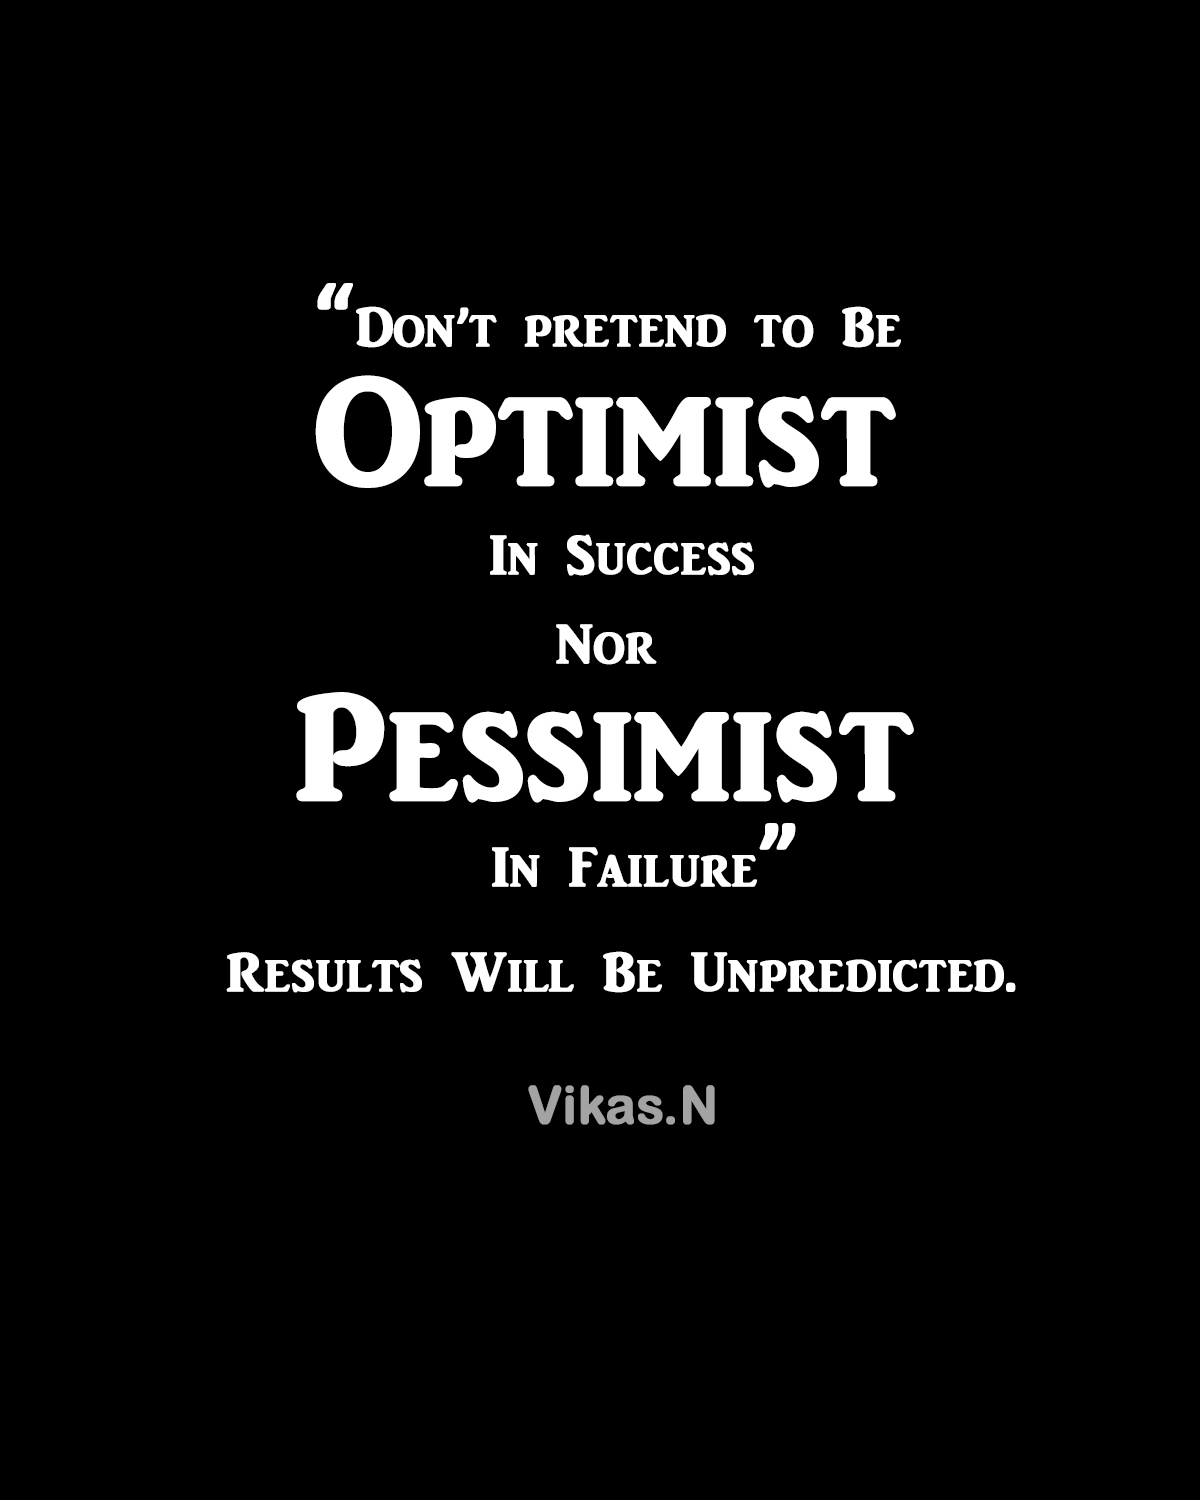 “Don’t pretend to Be
Optimist
In Success
Nor
Pessimist
In Failure”
Results Will Be Unpredicted.
Vikas.N